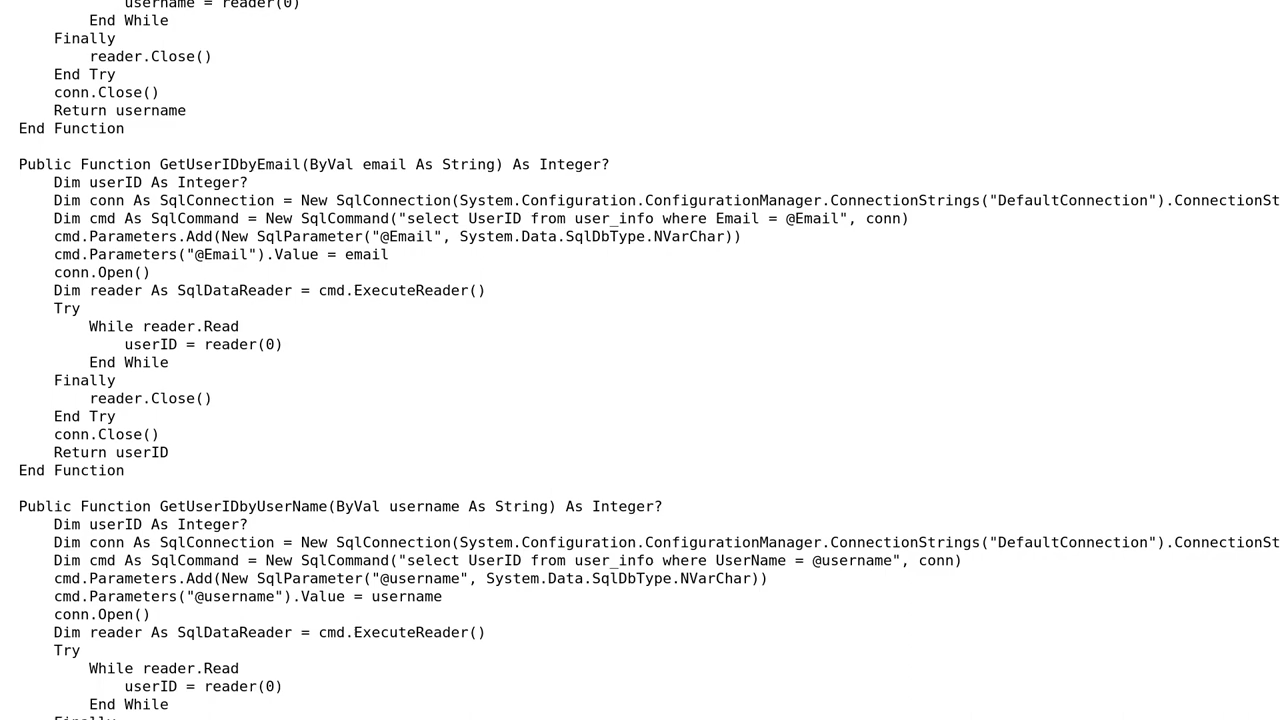 username = reader(0)
End While
Finally
reader.Close()
End Try
conn.Close()
Return username
End Function
Public Function GetUserIDbyEmail(ByVal email As String) As Integer?
Dim userID As Integer?
Dim conn As SqlConnection = New SqlConnection(System.Configuration.ConfigurationManager.ConnectionStrings("DefaultConnection").ConnectionSt
Dim cmd As SqlCommand = New SqlCommand("select UserID from user_info where Email = @Email", conn)
cmd.Parameters.Add(New SqlParameter("@Email", System.Data.SqlDbType.NVarChar))
cmd.Parameters("@Email").Value = email
conn.Open()
Dim reader As SqlDataReader = cmd.ExecuteReader()
Try
While reader.Read
userID = reader(0)
End While
Finally
reader.Close()
End Try
conn.Close()
Return userID
End Function
Public Function GetUserIDbyUserName(ByVal username As String) As Integer?
Dim userID As Integer?
Dim conn As SqlConnection = New SqlConnection(System.Configuration.ConfigurationManager.ConnectionStrings("DefaultConnection").ConnectionSt
Dim cmd As SqlCommand = New SqlCommand("select UserID from user_info where UserName = @username", conn)
cmd.Parameters.Add(New SqlParameter("@username", System.Data.SqlDbType.NVarChar))
cmd.Parameters("@username").Value = username
conn.Open()
Dim reader As SqlDataReader = cmd.ExecuteReader()
Try
While reader.Read
userID = reader(0)
End While
Finally